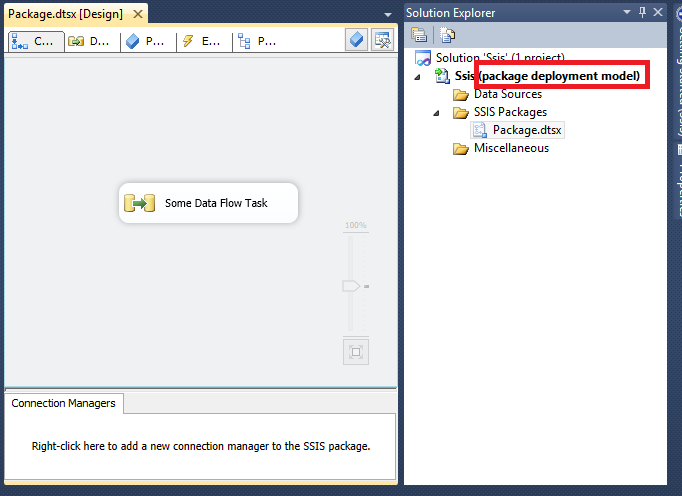 Package.dtsx [Design]
C...
D...
P...
E...
P...
Some Data Flow Task
100%
Connection Managers
Right-click here to add a new connection manager to the SSIS package.
Solution Explorer
Solution 'Ssis' (1 project)
Ssis (package deployment model)
Data Sources
SSIS Packages
Package.dtsx
Miscellaneous